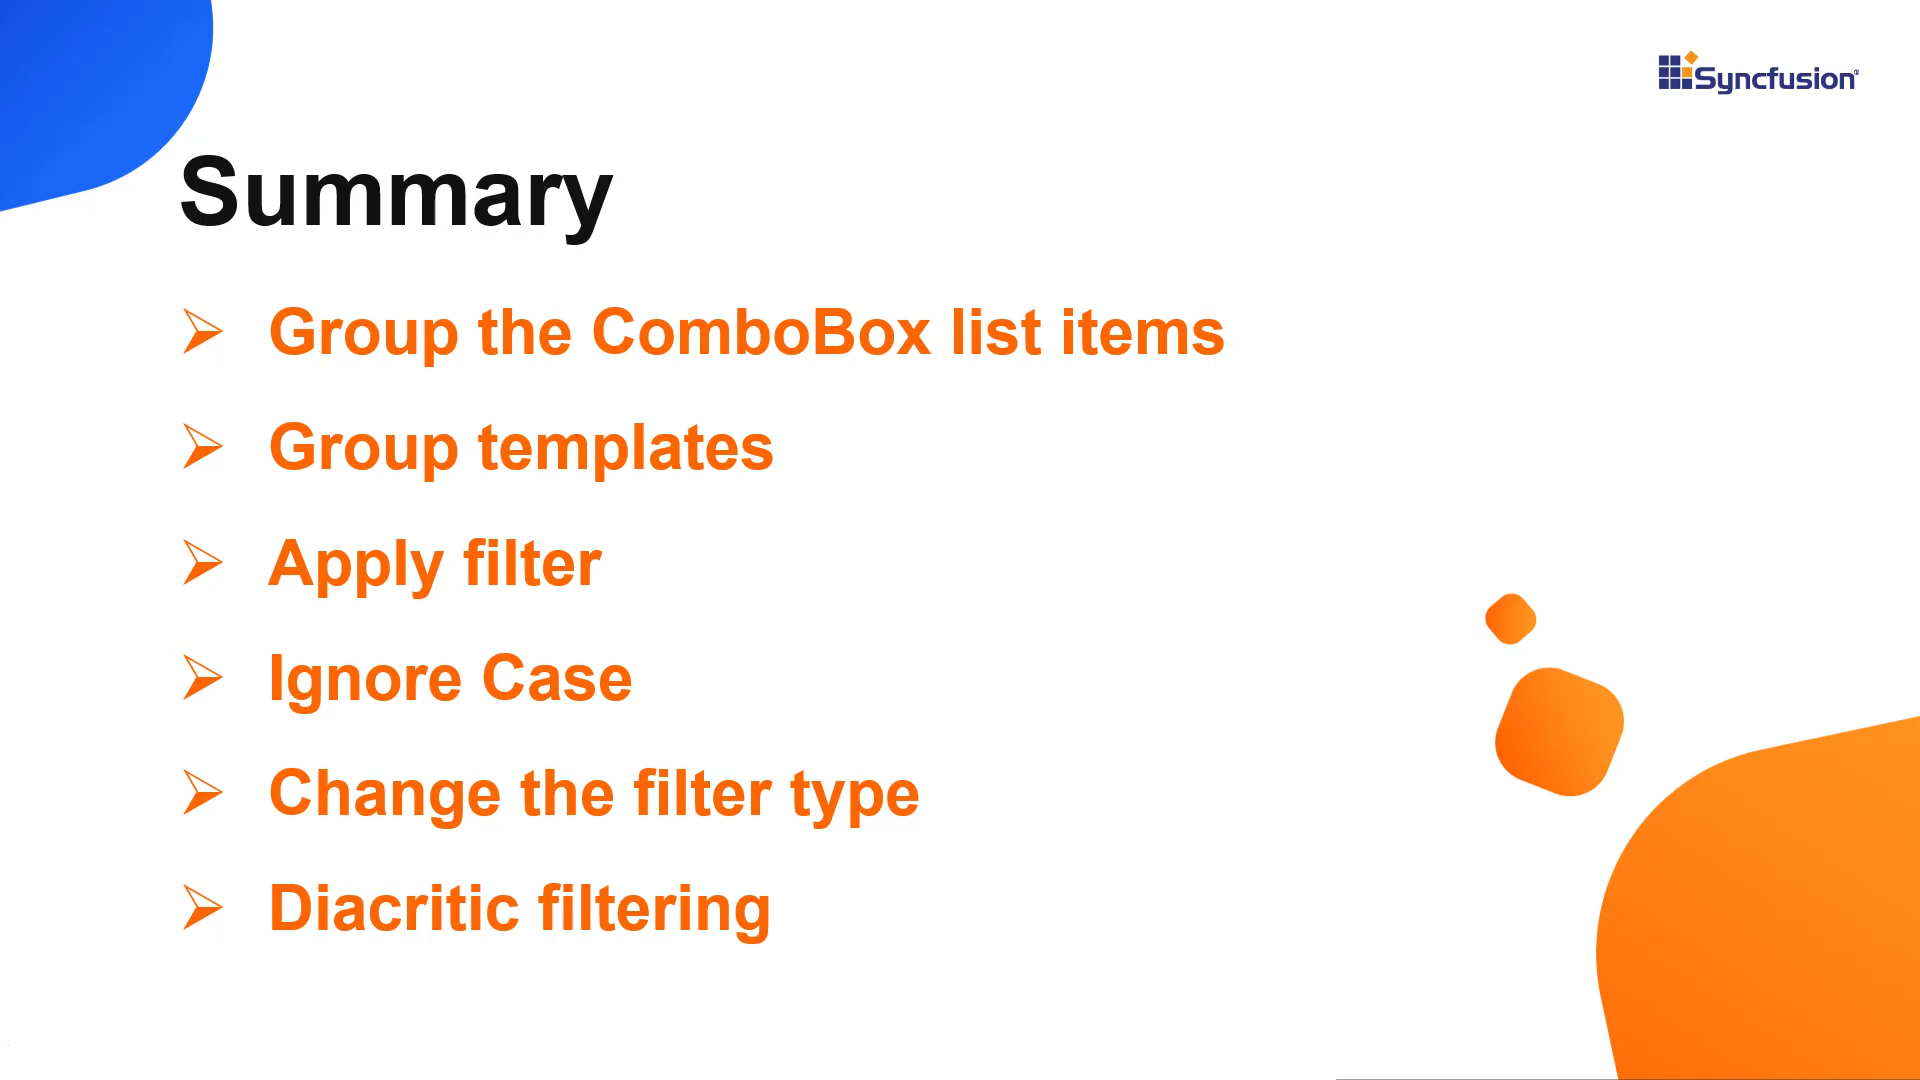 Syncfusion®
Summary
➢ Group the ComboBox list items
➢ Group templates
➢ Apply filter
➢ Ignore Case
➢ Change the filter type
➢ Diacritic filtering